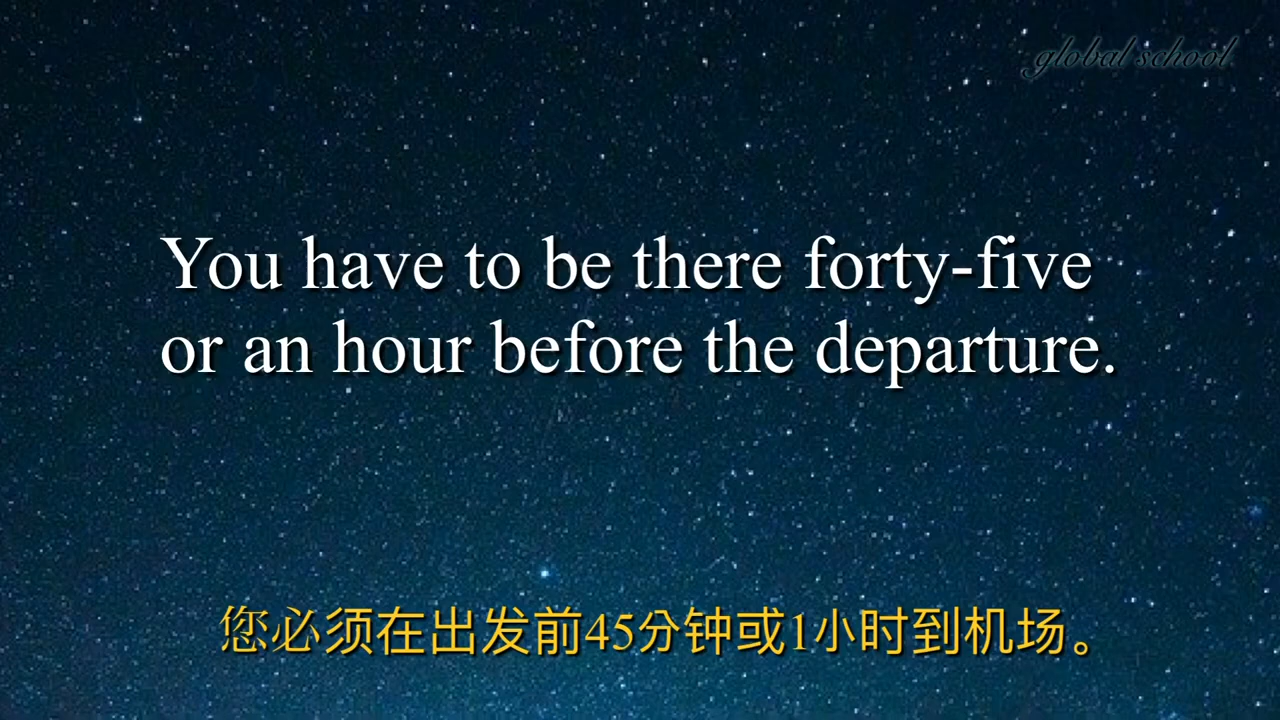 global school
You have to be there forty-five
or an hour before the departure.
您必须在出发前45分钟或1小时到机场。